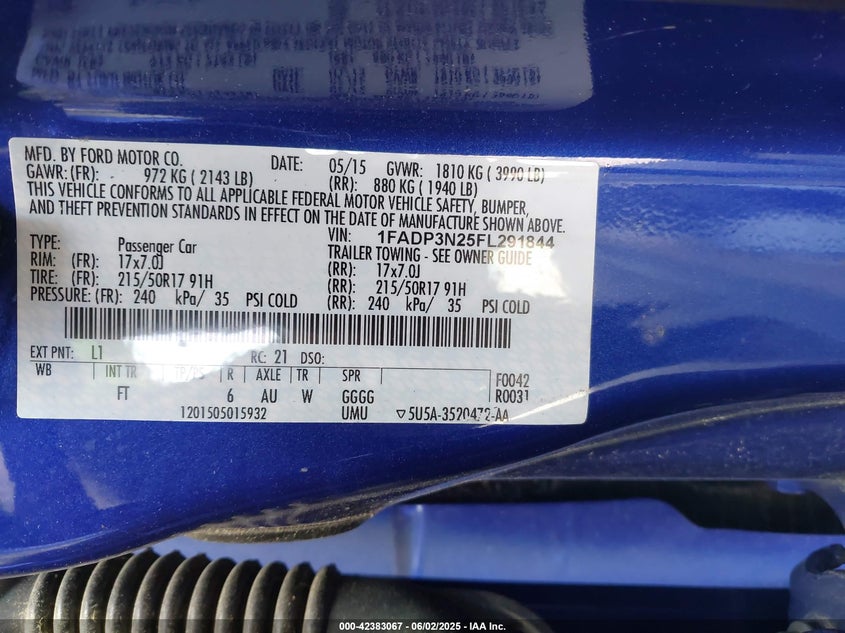 MFD. BY FORD MOTOR CO. DATE: 05/15 GVWR: 1810 KG ( 3990 LB)
GAWR: (FR): 972 KG ( 2143 LB) (RR): 880 KG ( 1940 LB)
THIS VEHICLE CONFORMS TO ALL APPLICABLE FEDERAL MOTOR VEHICLE SAFETY, BUMPER,
AND THEFT PREVENTION STANDARDS IN EFFECT ON THE DATE OF MANUFACTURE SHOWN ABOVE.
VIN: 1FADP3N25FL291844
TYPE: Passenger Car TRAILER TOWING - SEE OWNER GUIDE
RIM: (FR): 17x7.0J (RR): 17x7.0J
TIRE: (FR): 215/50R17 91H (RR): 215/50R17 91H
PRESSURE: (FR): 240 kPa/ 35 PSI COLD (RR): 240 kPa/ 35 PSI COLD
EXT PNT: L1 RC: 21 DSO:
WB INT TR TP/PS R AXLE TR SPR F0042
FT 6 AU W GGGG R0031
1201505015932 UMU ▽5U5A-3520472-AA
000-42383067 - 06/02/2025 - IAA Inc.